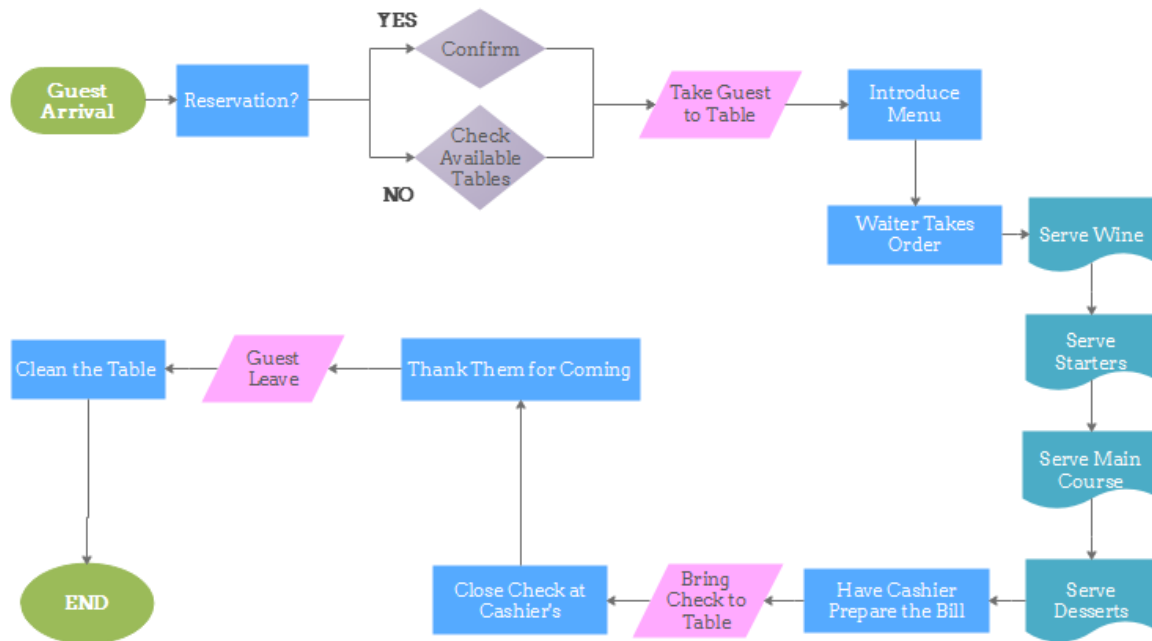 YES
Confirm
Guest
Arrival
Reservation?
Take Guest
to Table
Introduce
Menu
Check
Available
Tables
NO
Waiter Takes
Order
Serve Wine
Serve
Starters
Serve Main
Course
Serve
Desserts
Have Cashier
Prepare the Bill
Bring
Check to
Table
Close Check at
Cashier's
Thank Them for Coming
Guest
Leave
Clean the Table
END